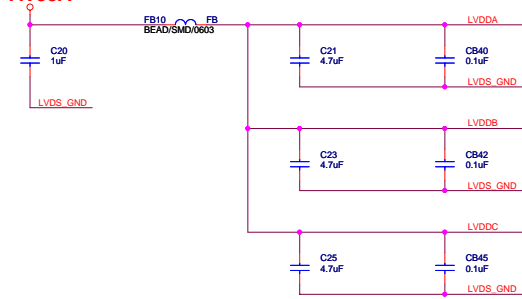 FB10 FB
BEAD/SMD/0603
LVDDA
C20
1uF
C21
4.7uF
CB40
0.1uF
LVDS_GND
LVDS_GND
LVDDB
C23
4.7uF
CB42
0.1uF
LVDS_GND
LVDDC
C25
4.7uF
CB45
0.1uF
LVDS_GND